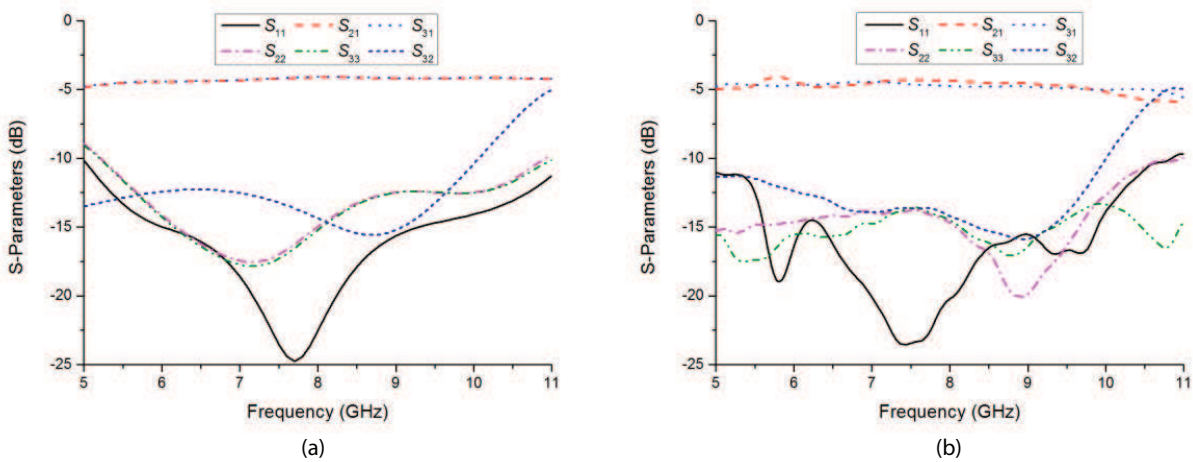 S11 S21 S31
S22 S33 S32
S-Parameters (dB)
0
-5
-10
-15
-20
-25
5 6 7 8 9 10 11
Frequency (GHz)
(a)
S11 S21 S31
S22 S33 S32
S-Parameters (dB)
0
-5
-10
-15
-20
-25
5 6 7 8 9 10 11
Frequency (GHz)
(b)